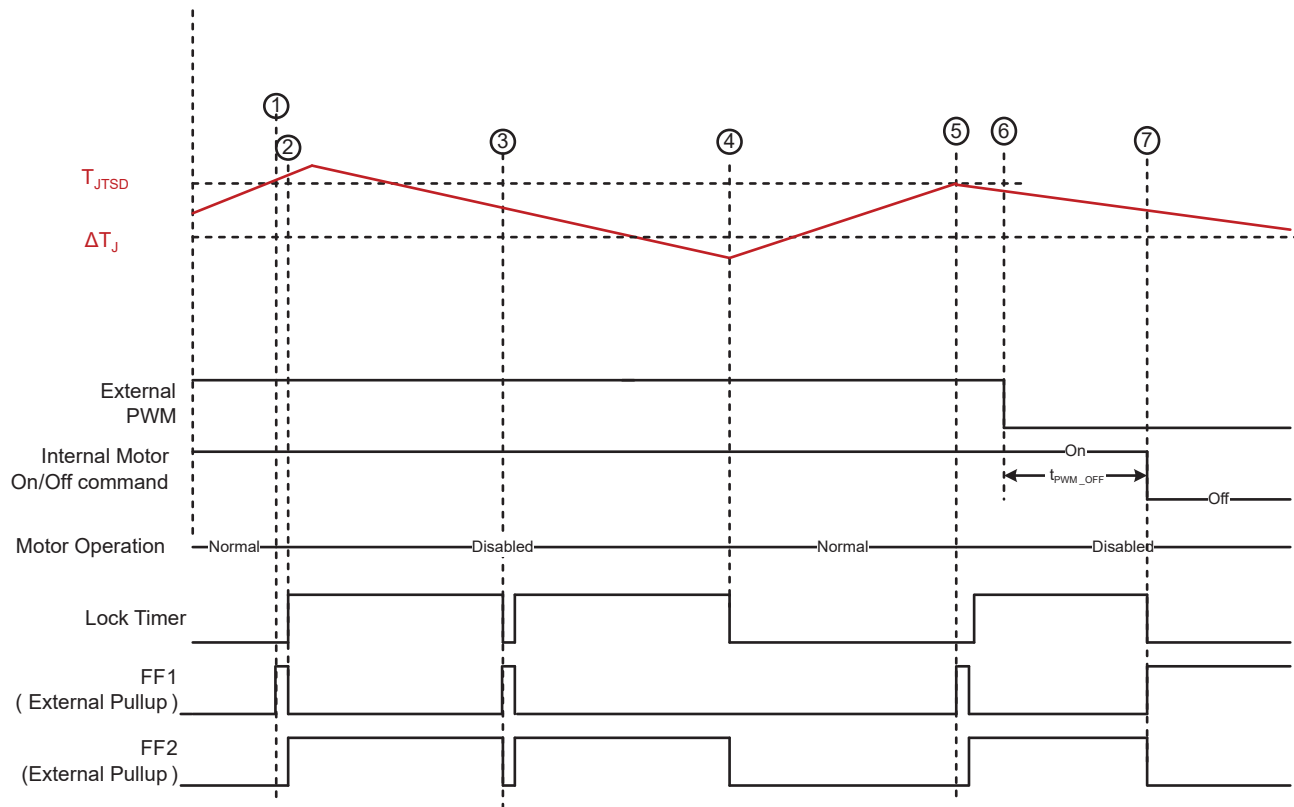 1
2
3
4
5
6
7
TJTSD
ΔTJ
External
PWM
Internal Motor
On/Off command
On
tPWM_OFF
Off
Motor Operation
Normal
Disabled
Normal
Disabled
Lock Timer
FF1
( External Pullup )
FF2
(External Pullup )